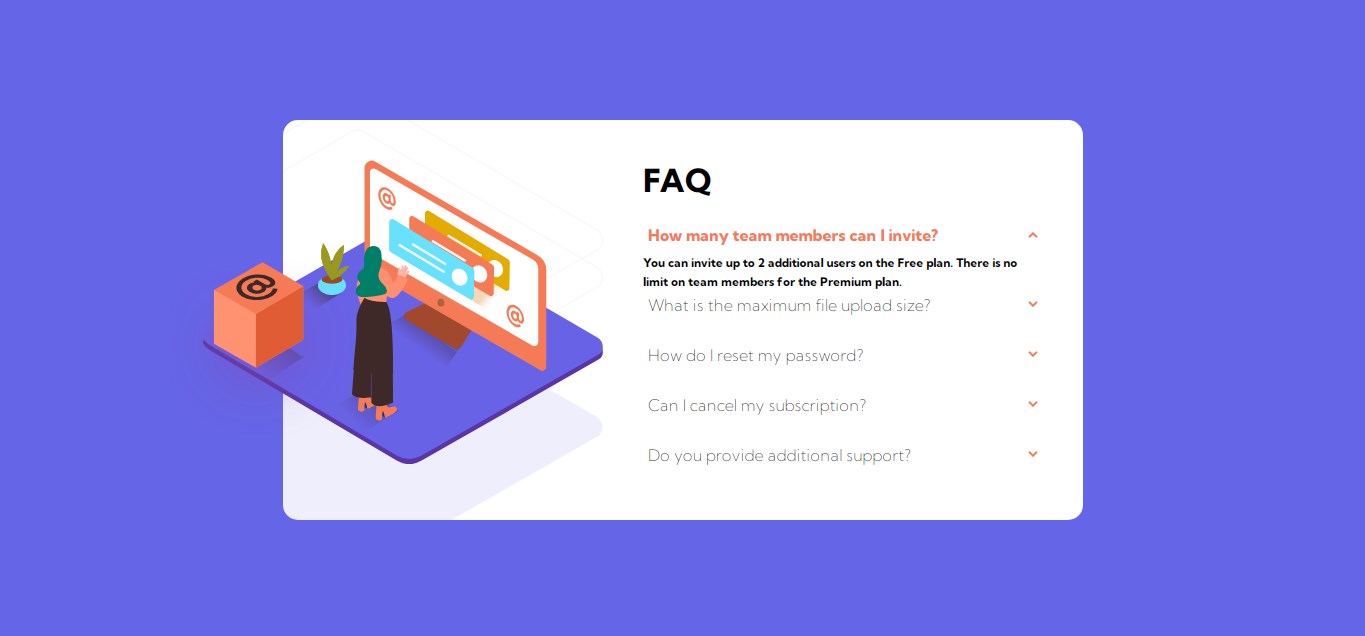 FAQ
How many team members can I invite?
You can invite up to 2 additional users on the Free plan. There is no
limit on team members for the Premium plan.
What is the maximum file upload size?
How do I reset my password?
Can I cancel my subscription?
Do you provide additional support?
@
@
@